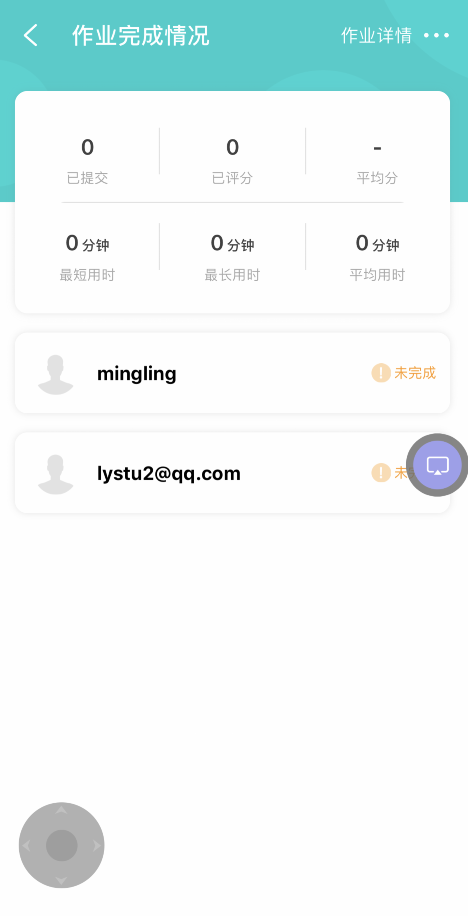 作业完成情况 作业详情
0 0 -
已提交 已评分 平均分
0 分钟 0 分钟 0 分钟
最短用时 最长用时 平均用时
mingling 未完成
lystu2@qq.com 未